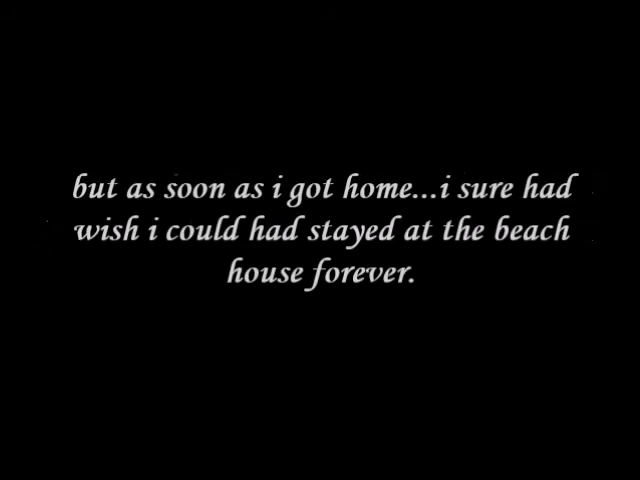 but as soon as i got home...i sure had
wish i could had stayed at the beach
house forever.